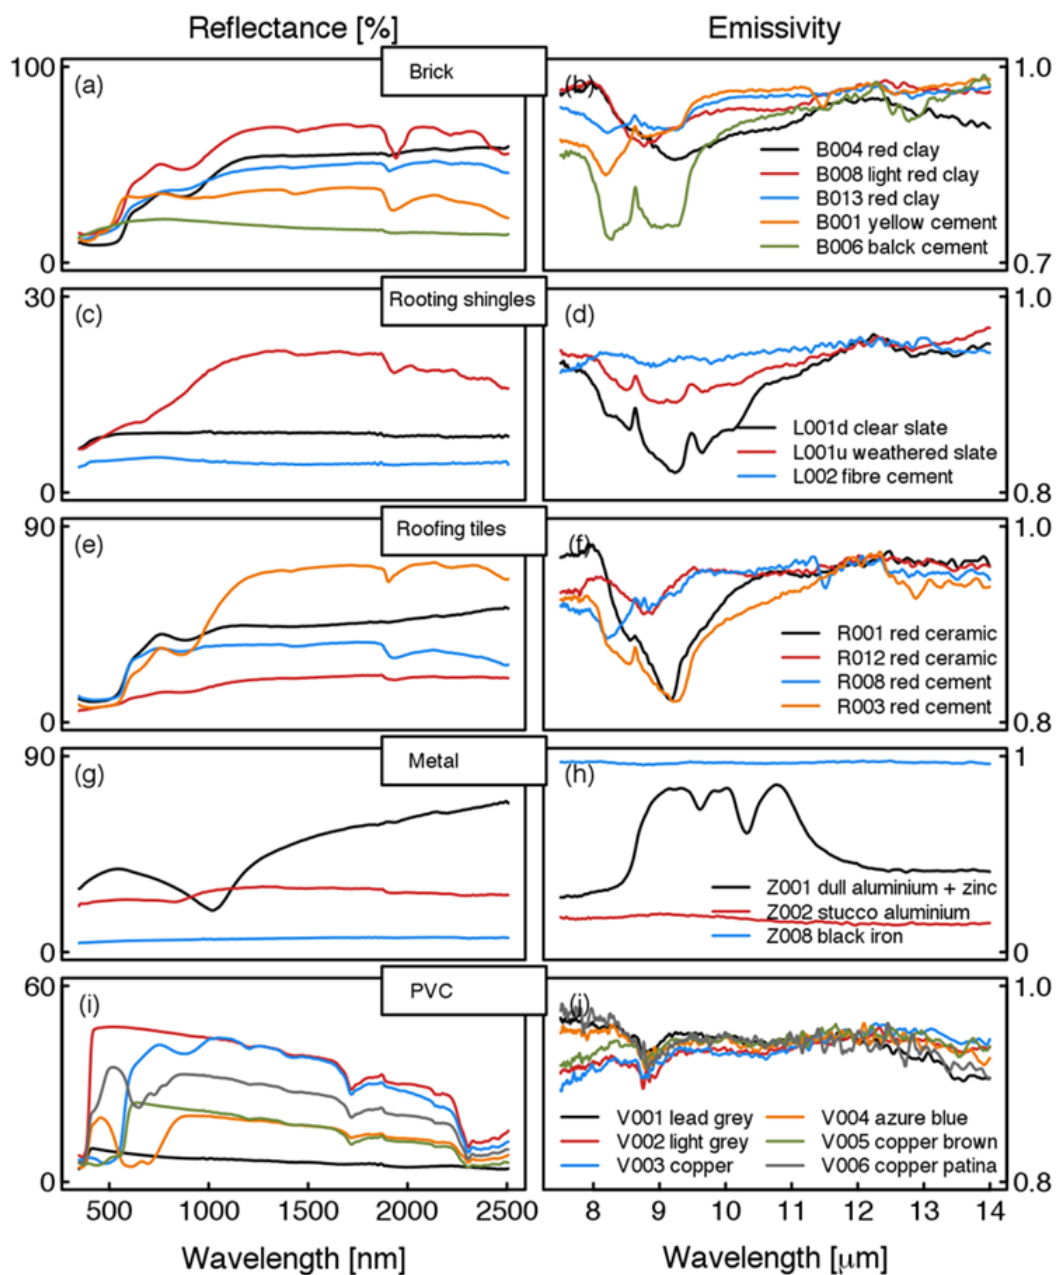 Reflectance [%]
Emissivity
100
(a)
Brick
(b)
1.0
B004 red clay
B008 light red clay
B013 red clay
B001 yellow cement
B006 balck cement
0
0.7
30
(c)
Rooting shingles
(d)
1.0
L001d clear slate
L001u weathered slate
L002 fibre cement
0
0.8
90
(e)
Roofing tiles
(f)
1.0
R001 red ceramic
R012 red ceramic
R008 red cement
R003 red cement
0
0.8
90
(g)
Metal
(h)
1
Z001 dull aluminium + zinc
Z002 stucco aluminium
Z008 black iron
0
0
60
(i)
PVC
(j)
1.0
V001 lead grey
V004 azure blue
V002 light grey
V005 copper brown
V003 copper
V006 copper patina
0
0.8
500 1000 1500 2000 2500
8 9 10 11 12 13 14
Wavelength [nm]
Wavelength [μm]